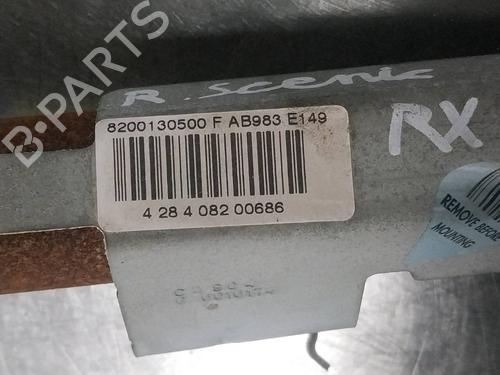 R. Scenic
B-PARTS
8200130500 F AB983 E149
RX
4 28 4 082 00686
REMOVE BEFORE
MOUNTING